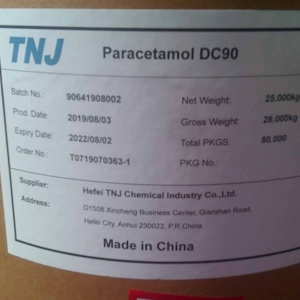 TNJ
Paracetamol DC90
Batch No.: 90641908002 Net Weight: 25.000kg
Prod. Date: 2019/08/03 Gross Weight: 28.000kg
Expiry Date: 2022/08/02 Total PKGS: 80.000
Order No.: T0719070363-1 PKG No.:
Supplier: Hefei TNJ Chemical Industry Co.,Ltd.
Address: D1508 Xincheng Business Center, Qianshan Road,
Hefei City, Anhui 230022, P.R.China
Made in China